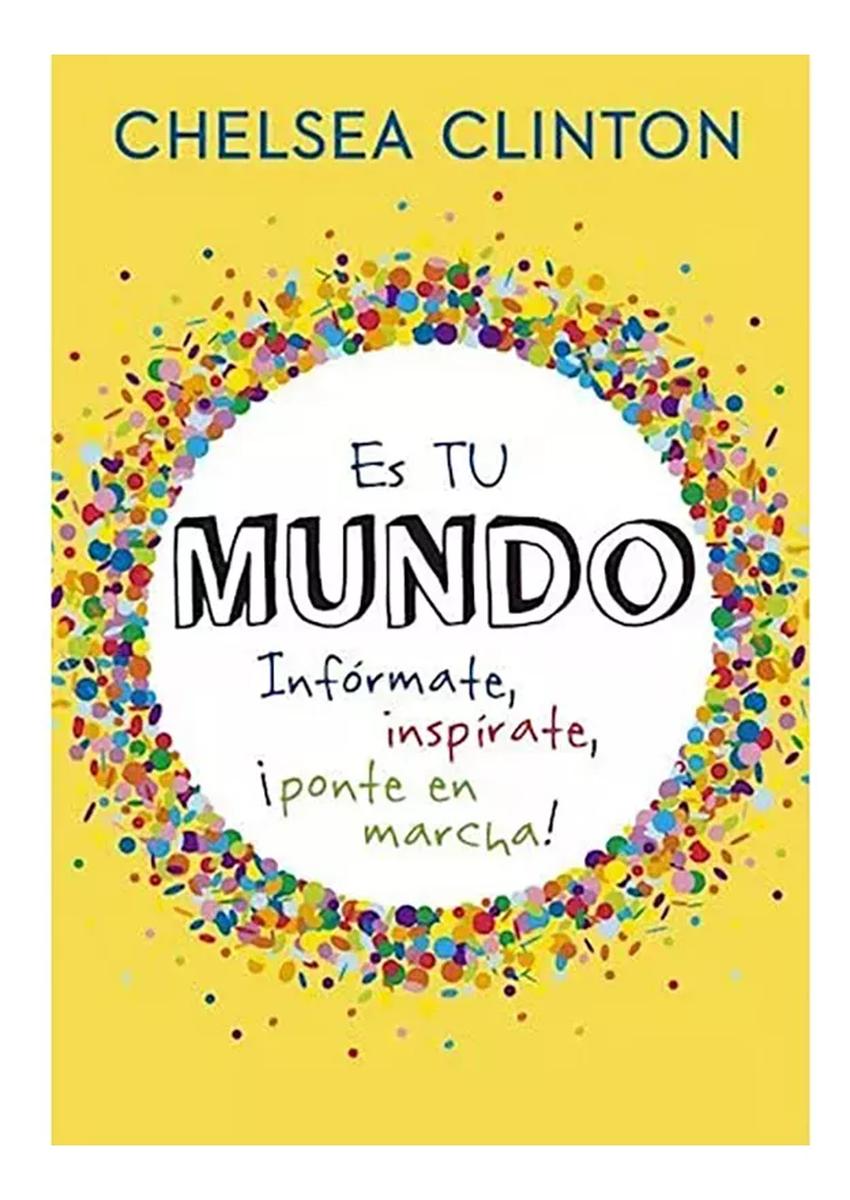 CHELSEA CLINTON
Es TU
MUNDO
Infórmate,
inspírate,
¡ponte en
marcha!